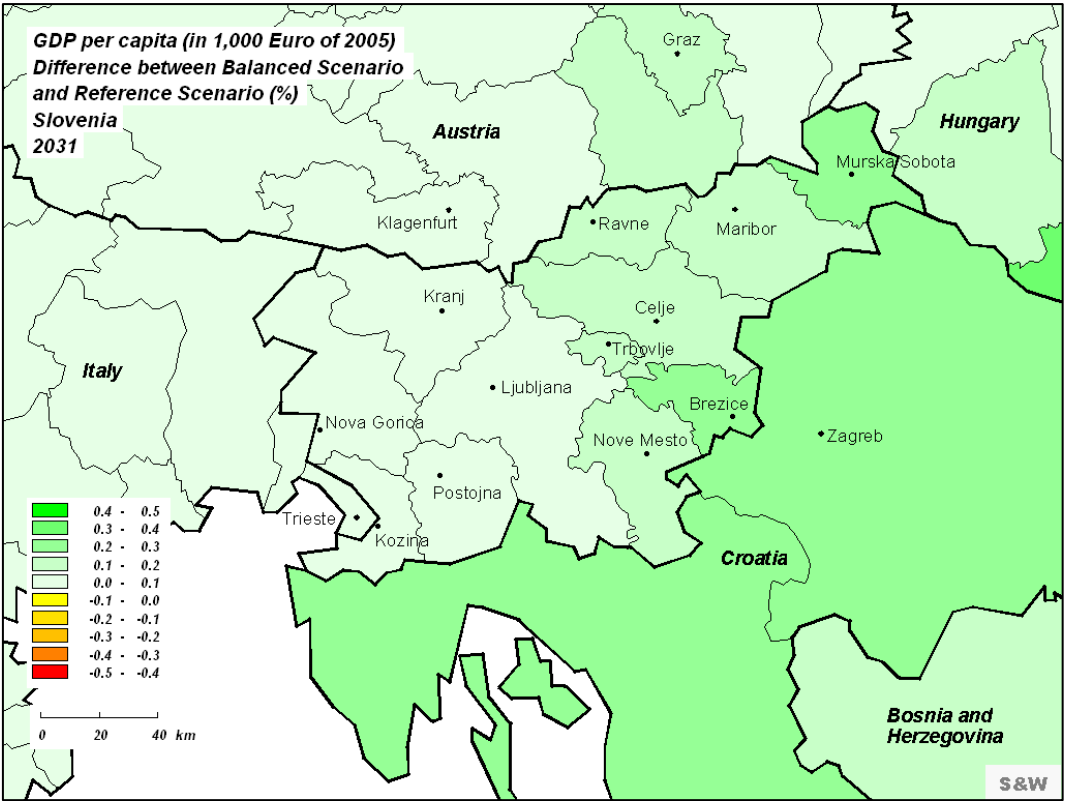 GDP per capita (in 1,000 Euro of 2005)
Difference between Balanced Scenario
and Reference Scenario (%)
Slovenia
2031
Graz
Austria
Hungary
Murska Sobota
Klagenfurt
Ravne
Maribor
Kranj
Celje
Trbovlje
Italy
Ljubljana
Brezice
Nova Gorica
Nove Mesto
Zagreb
Postojna
Trieste
Kozina
Croatia
0.4 - 0.5
0.3 - 0.4
0.2 - 0.3
0.1 - 0.2
0.0 - 0.1
-0.1 - 0.0
-0.2 - -0.1
-0.3 - -0.2
-0.4 - -0.3
-0.5 - -0.4
0 20 40 km
Bosnia and
Herzegovina
S&W